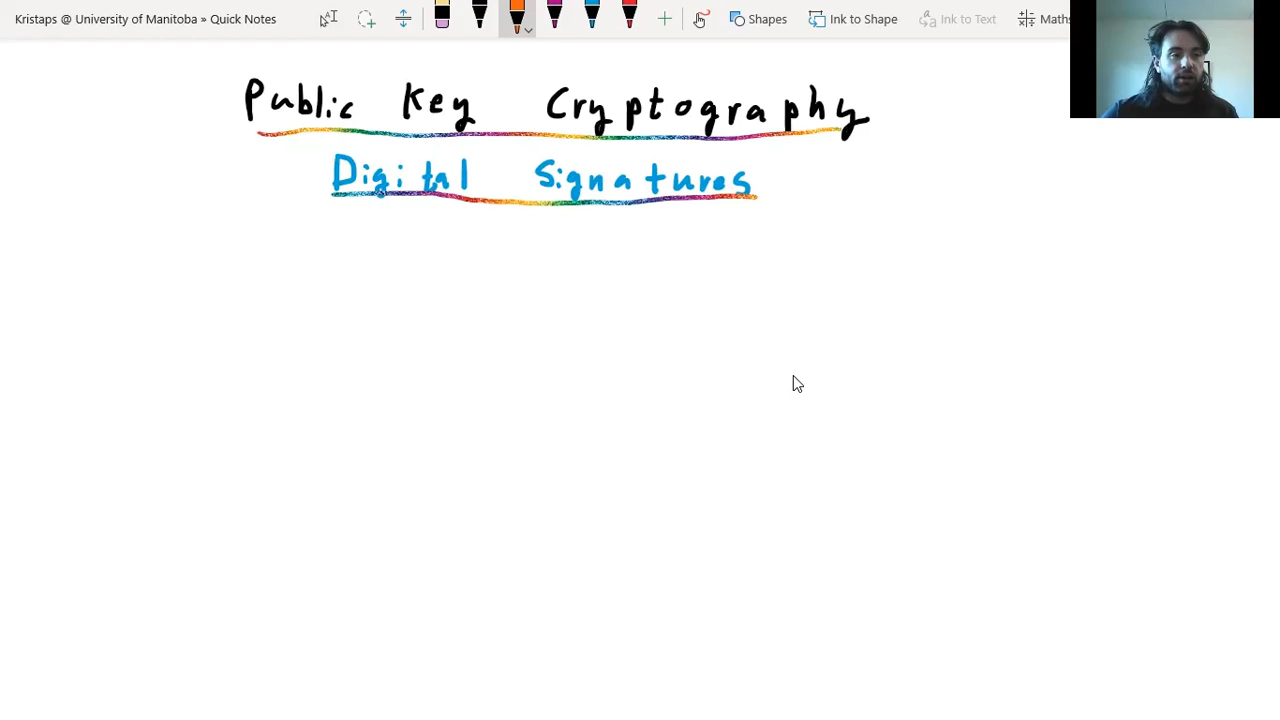 Kristaps @ University of Manitoba » Quick Notes
Shapes
Ink to Shape
Ink to Text
Maths
Public Key Cryptography
Digital Signatures